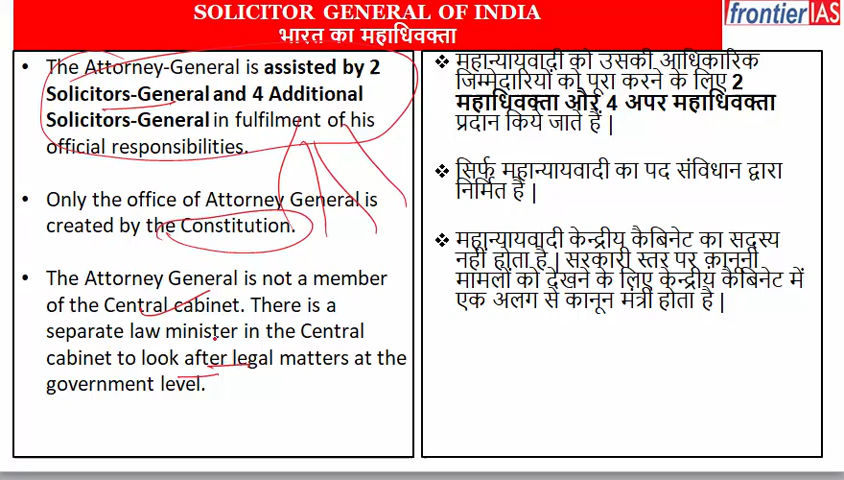 SOLICITOR GENERAL OF INDIA
भारत का महाधिवक्ता
frontierIAS
• The Attorney-General is assisted by 2
Solicitors-General and 4 Additional
Solicitors-General in fulfilment of his
official responsibilities.
• Only the office of Attorney General is
created by the Constitution.
• The Attorney General is not a member
of the Central cabinet. There is a
separate law minister in the Central
cabinet to look after legal matters at the
government level.
❖ महान्यायवादी को उसकी आधिकारिक
जिम्मेदारियों को पूरा करने के लिए 2
महाधिवक्ता और 4 अपर महाधिवक्ता
प्रदान किये जाते हैं |
❖ सिर्फ़ महान्यायवादी का पद संविधान द्वारा
निर्मित है |
❖ महान्यायवादी केन्द्रीय कैबिनेट का सदस्य
नहीं होता है | सरकारी स्तर पर क़ानूनी
मामलों को देखने के लिए केन्द्रीय कैबिनेट में
एक अलग से कानून मंत्री होता है |